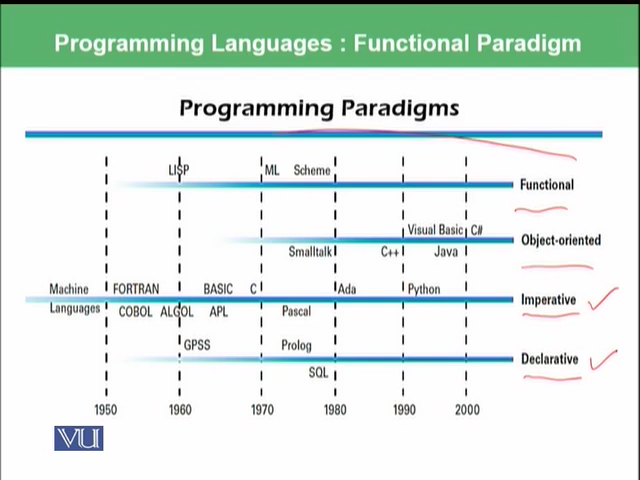 Programming Languages : Functional Paradigm
Programming Paradigms
LISP ML Scheme
Functional
Visual Basic C#
Object-oriented
Smalltalk C++ Java
Machine FORTRAN BASIC C Ada Python
Imperative
Languages COBOL ALGOL APL Pascal
GPSS Prolog
Declarative
SQL
1950 1960 1970 1980 1990 2000
VU